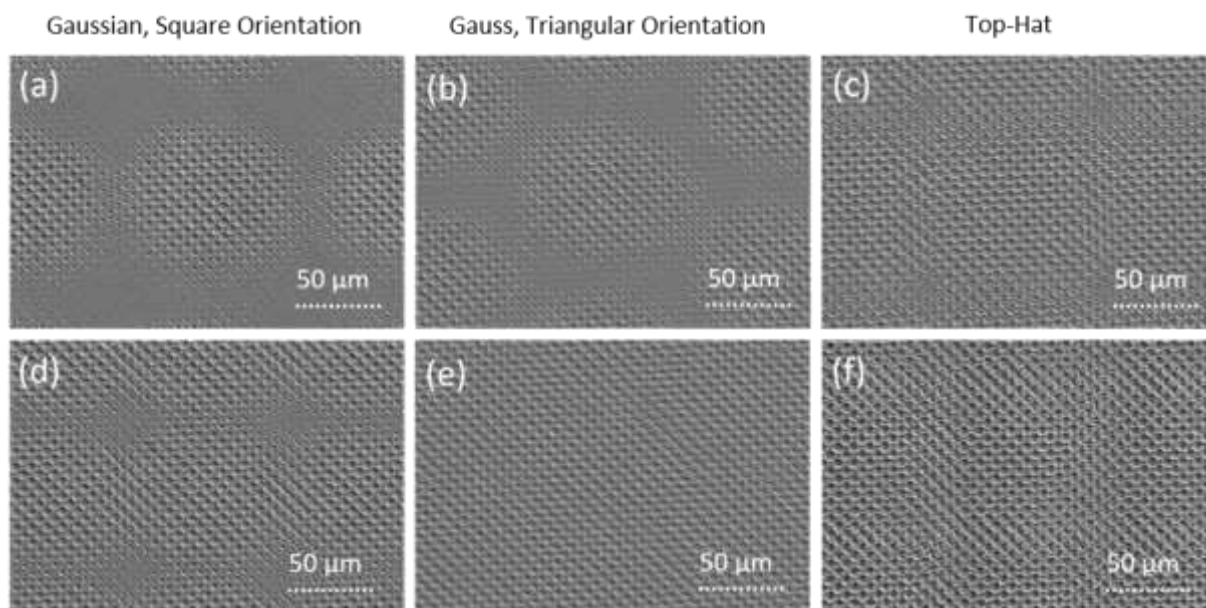 Gaussian, Square Orientation
Gauss, Triangular Orientation
Top-Hat
(a)
(b)
(c)
50 µm
50 µm
50 µm
(d)
(e)
(f)
50 µm
50 µm
50 µm